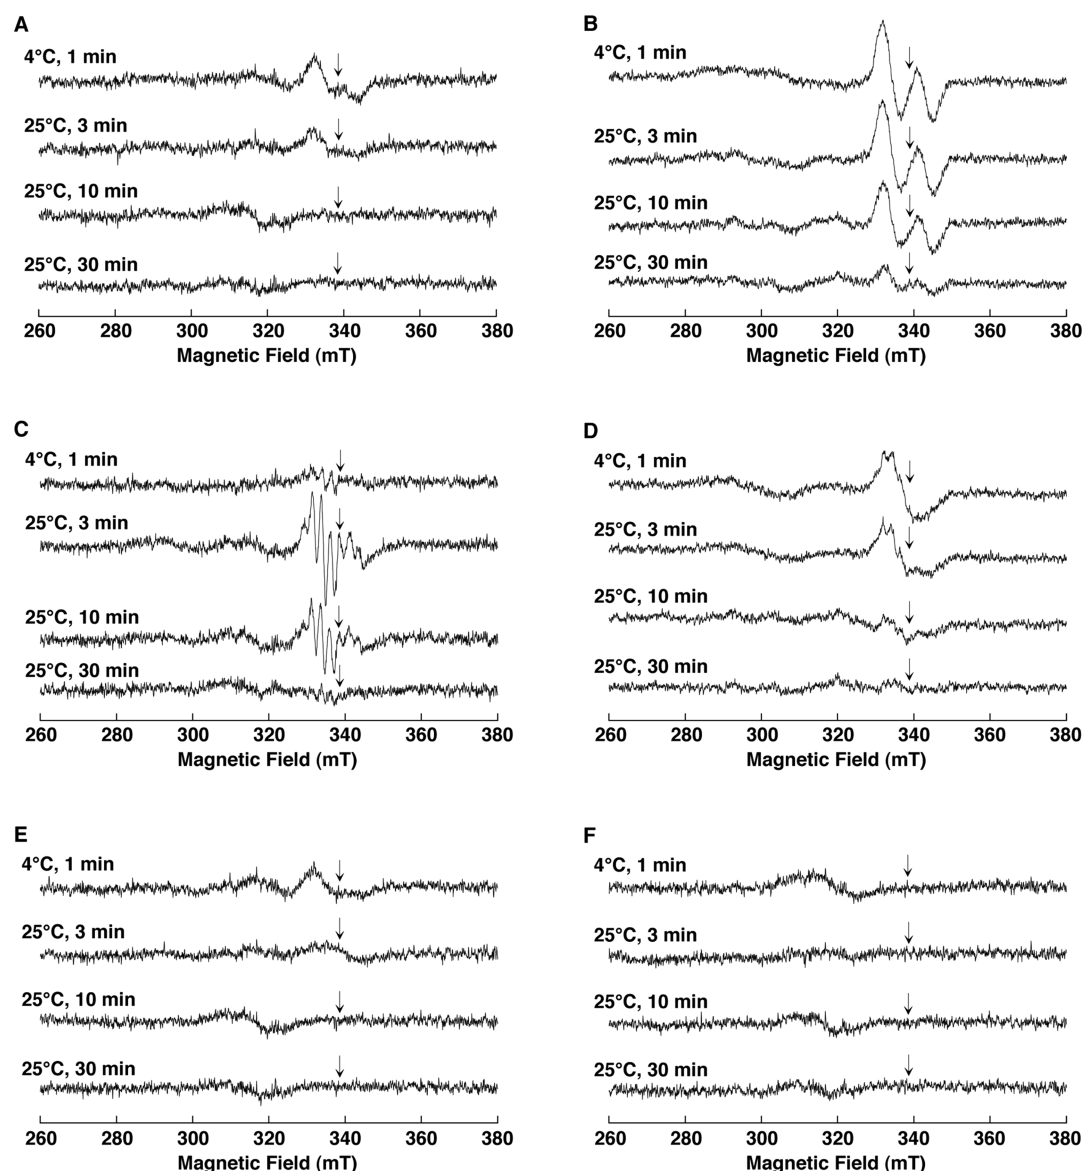 A
4°C, 1 min
25°C, 3 min
25°C, 10 min
25°C, 30 min
260 280 300 320 340 360 380
Magnetic Field (mT)
B
4°C, 1 min
25°C, 3 min
25°C, 10 min
25°C, 30 min
260 280 300 320 340 360 380
Magnetic Field (mT)
C
4°C, 1 min
25°C, 3 min
25°C, 10 min
25°C, 30 min
260 280 300 320 340 360 380
Magnetic Field (mT)
D
4°C, 1 min
25°C, 3 min
25°C, 10 min
25°C, 30 min
260 280 300 320 340 360 380
Magnetic Field (mT)
E
4°C, 1 min
25°C, 3 min
25°C, 10 min
25°C, 30 min
260 280 300 320 340 360 380
Magnetic Field (mT)
F
4°C, 1 min
25°C, 3 min
25°C, 10 min
25°C, 30 min
260 280 300 320 340 360 380
Magnetic Field (mT)